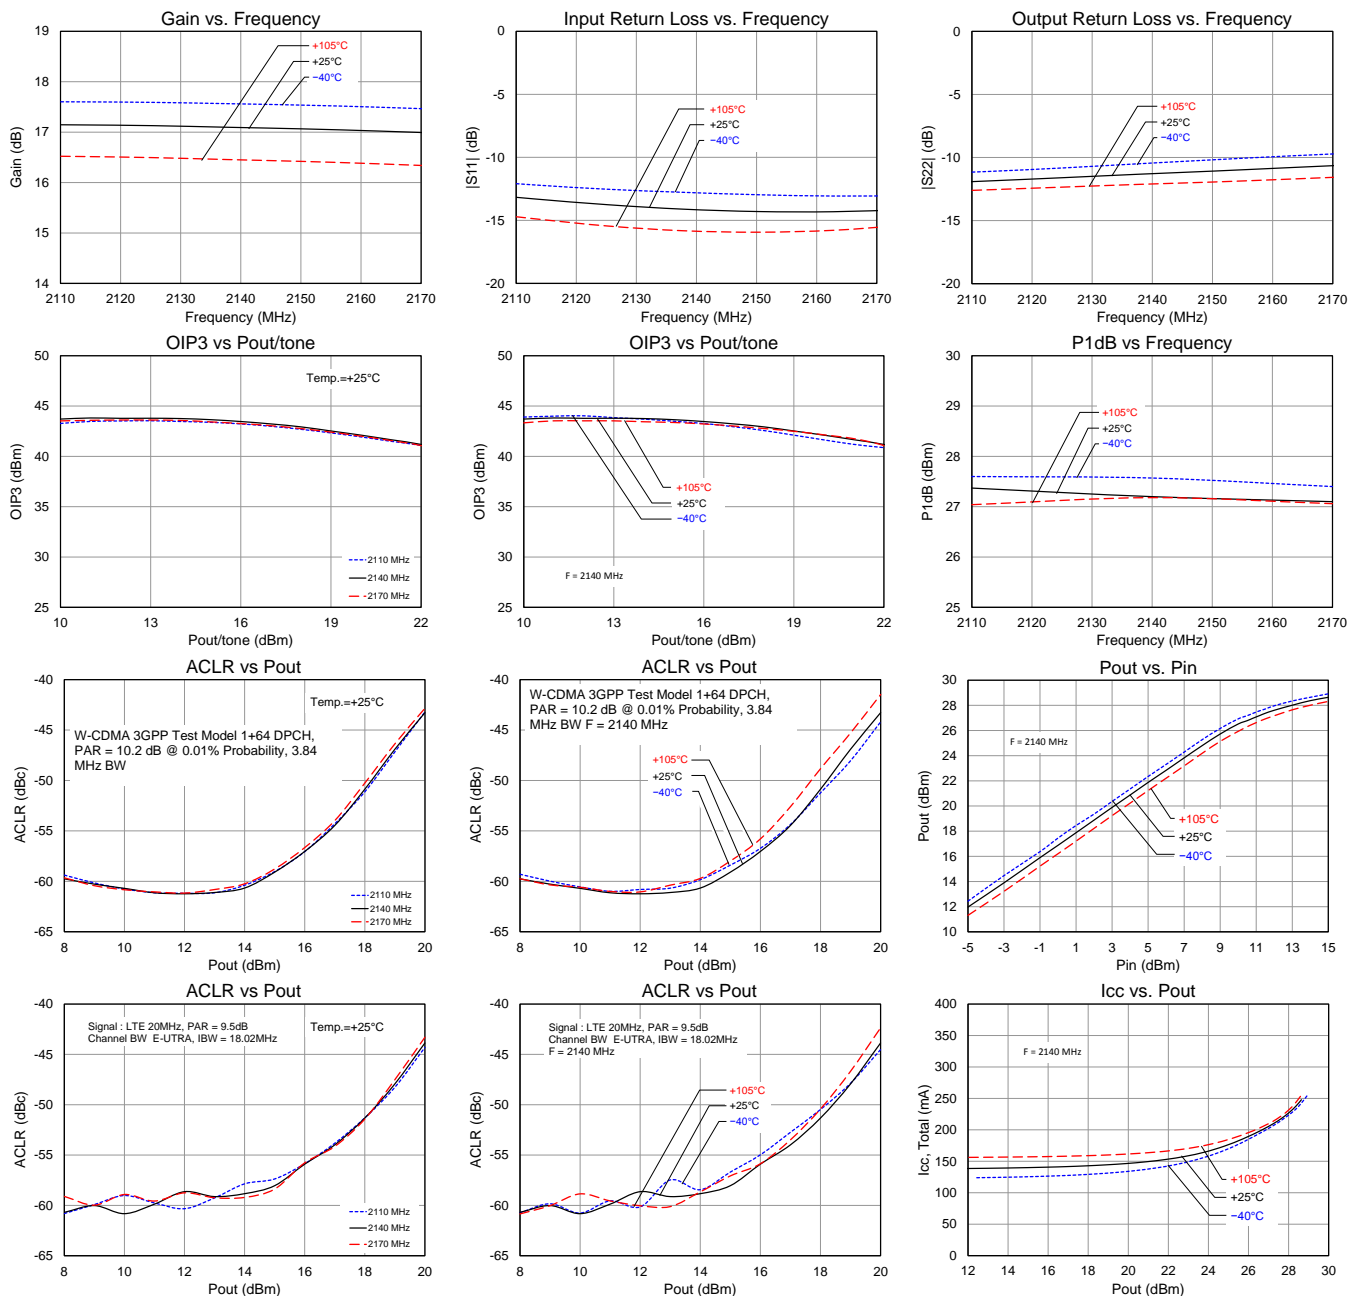 Gain vs. Frequency
19
18
17
16
15
14
Gain (dB)
+105°C
+25°C
−40°C
2110 2120 2130 2140 2150 2160 2170
Frequency (MHz)
Input Return Loss vs. Frequency
0
-5
-10
-15
-20
|S11| (dB)
+105°C
+25°C
−40°C
2110 2120 2130 2140 2150 2160 2170
Frequency (MHz)
Output Return Loss vs. Frequency
0
-5
-10
-15
-20
|S22| (dB)
+105°C
+25°C
−40°C
2110 2120 2130 2140 2150 2160 2170
Frequency (MHz)
OIP3 vs Pout/tone
50
45
40
35
30
25
OIP3 (dBm)
Temp.=+25°C
2110 MHz
2140 MHz
2170 MHz
10 13 16 19 22
Pout/tone (dBm)
OIP3 vs Pout/tone
50
45
40
35
30
25
OIP3 (dBm)
+105°C
+25°C
−40°C
F = 2140 MHz
10 13 16 19 22
Pout/tone (dBm)
P1dB vs Frequency
30
29
28
27
26
25
P1dB (dBm)
+105°C
+25°C
−40°C
2110 2120 2130 2140 2150 2160 2170
Frequency (MHz)
ACLR vs Pout
-40
-45
-50
-55
-60
-65
ACLR (dBc)
Temp.=+25°C
W-CDMA 3GPP Test Model 1+64 DPCH,
PAR = 10.2 dB @ 0.01% Probability, 3.84
MHz BW
2110 MHz
2140 MHz
2170 MHz
8 10 12 14 16 18 20
Pout (dBm)
ACLR vs Pout
-40
-45
-50
-55
-60
-65
ACLR (dBc)
W-CDMA 3GPP Test Model 1+64 DPCH,
PAR = 10.2 dB @ 0.01% Probability, 3.84
MHz BW F = 2140 MHz
+105°C
+25°C
−40°C
8 10 12 14 16 18 20
Pout (dBm)
Pout vs. Pin
30
28
26
24
22
20
18
16
14
12
10
Pout (dBm)
F = 2140 MHz
+105°C
+25°C
−40°C
-5 -3 -1 1 3 5 7 9 11 13 15
Pin (dBm)
ACLR vs Pout
-40
-45
-50
-55
-60
-65
ACLR (dBc)
Signal : LTE 20MHz, PAR = 9.5dB
Channel BW E-UTRA, IBW = 18.02MHz
Temp.=+25°C
2110 MHz
2140 MHz
2170 MHz
8 10 12 14 16 18 20
Pout (dBm)
ACLR vs Pout
-40
-45
-50
-55
-60
-65
ACLR (dBc)
Signal : LTE 20MHz, PAR = 9.5dB
Channel BW E-UTRA, IBW = 18.02MHz
F = 2140 MHz
+105°C
+25°C
−40°C
8 10 12 14 16 18 20
Pout (dBm)
Icc vs. Pout
400
350
300
250
200
150
100
50
0
Icc, Total (mA)
F = 2140 MHz
+105°C
+25°C
−40°C
12 14 16 18 20 22 24 26 28 30
Pout (dBm)